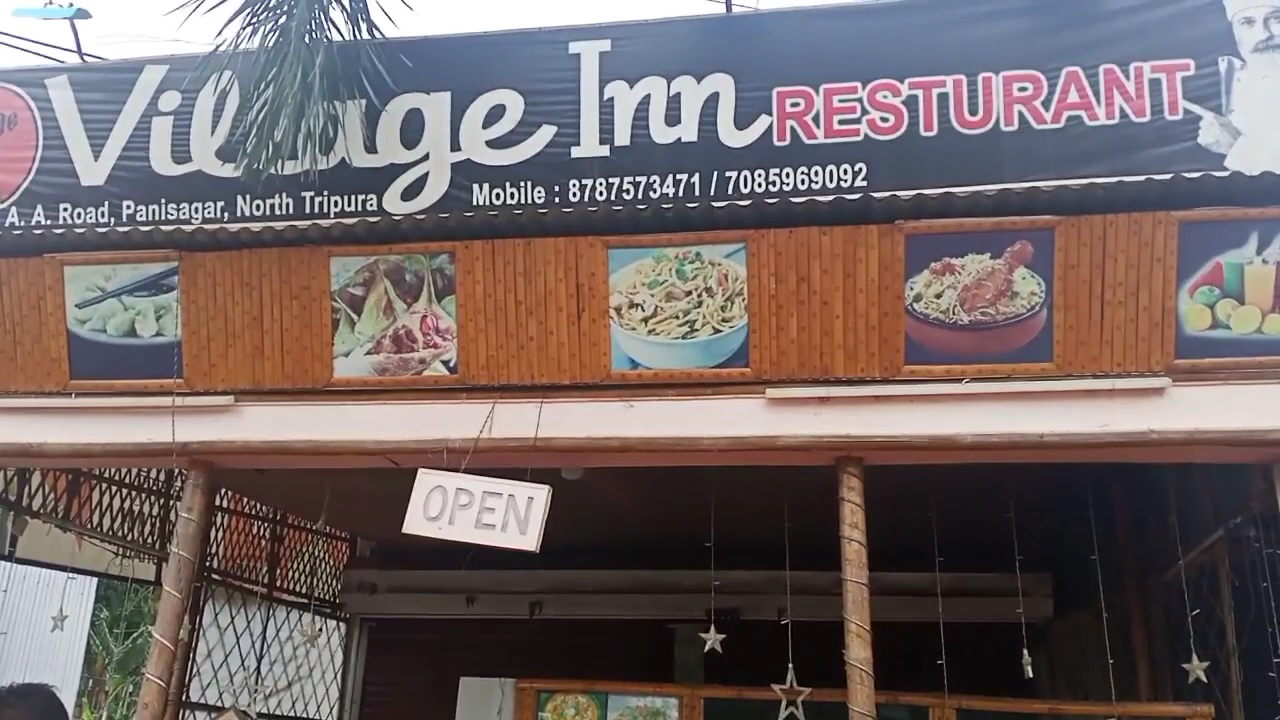 Village Inn RESTURANT
A. A. Road, Panisagar, North Tripura
Mobile : 8787573471 / 7085969092
OPEN